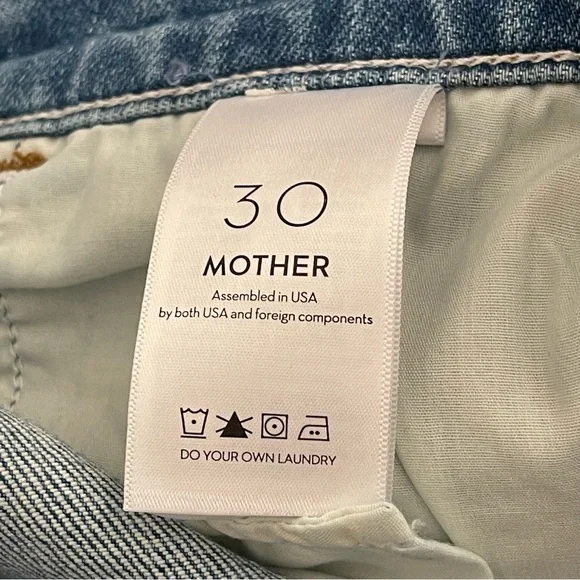 30
MOTHER
Assembled in USA
by both USA and foreign components
DO YOUR OWN LAUNDRY